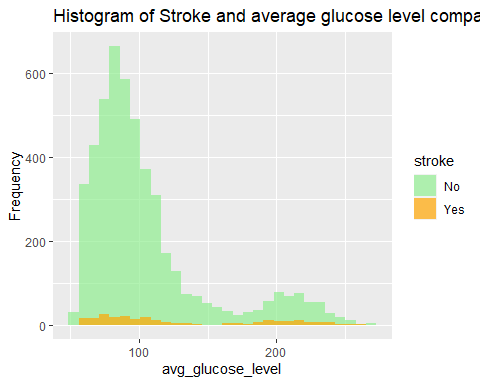 Histogram of Stroke and average glucose level compa
Frequency
600
400
200
0
100
200
avg_glucose_level
stroke
No
Yes